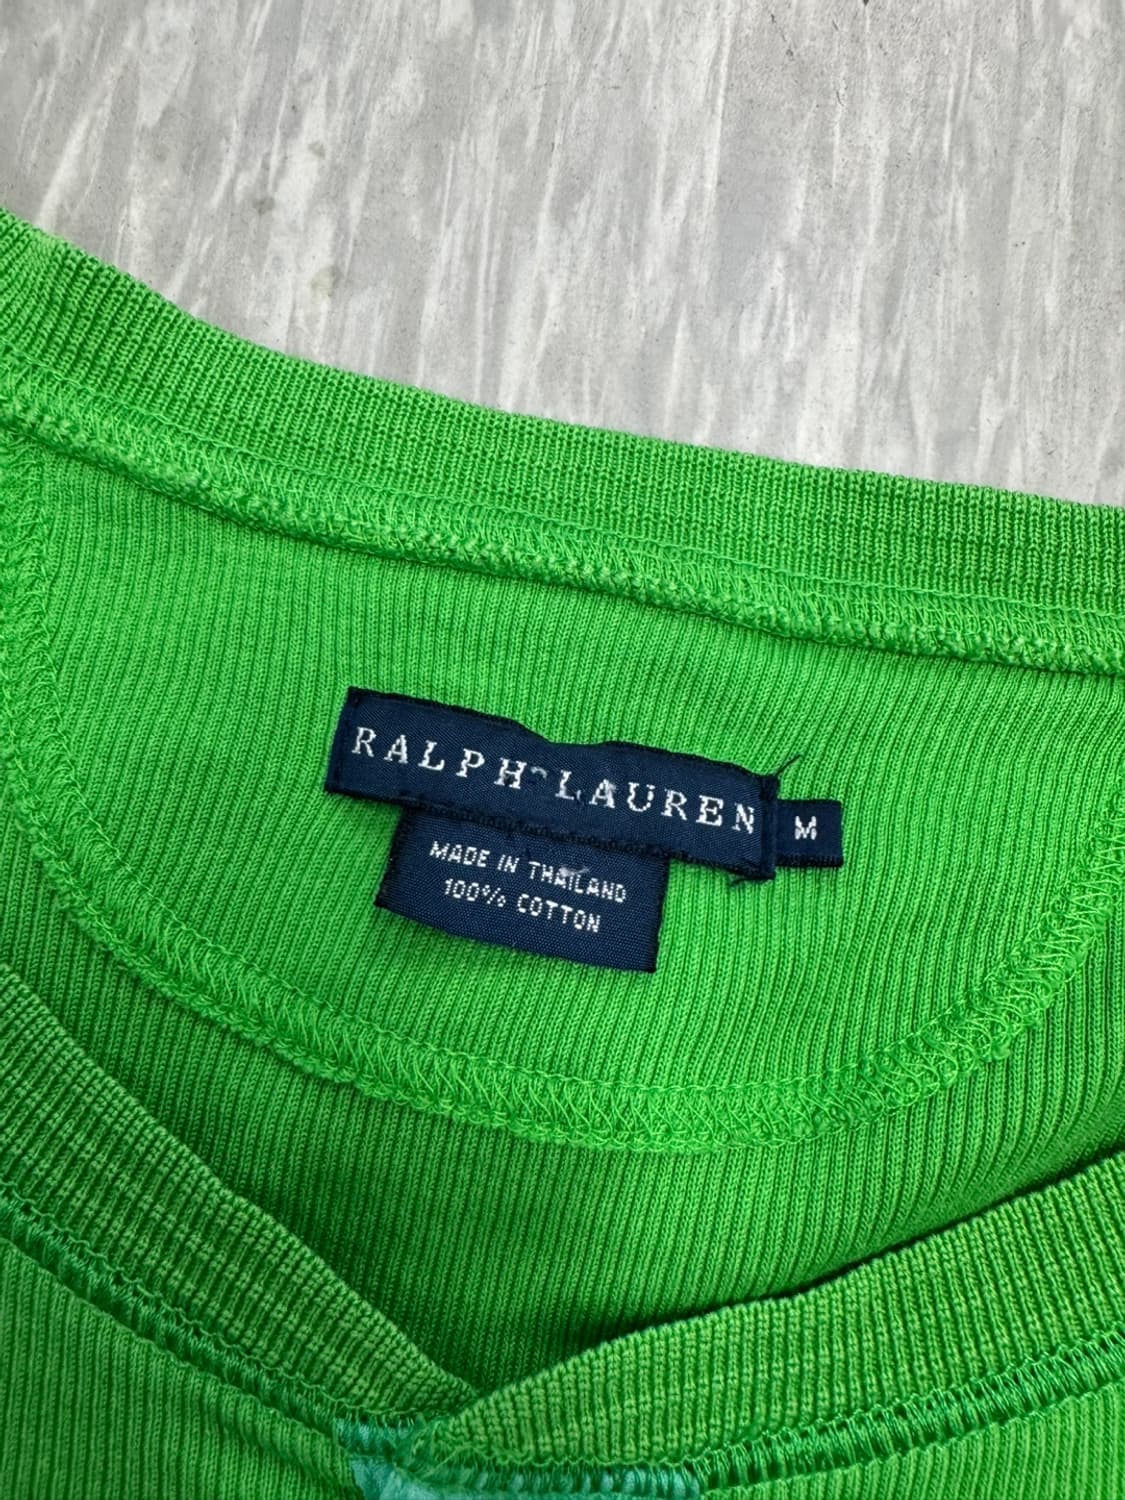 RALPH LAUREN
M
MADE IN THAILAND
100% COTTON